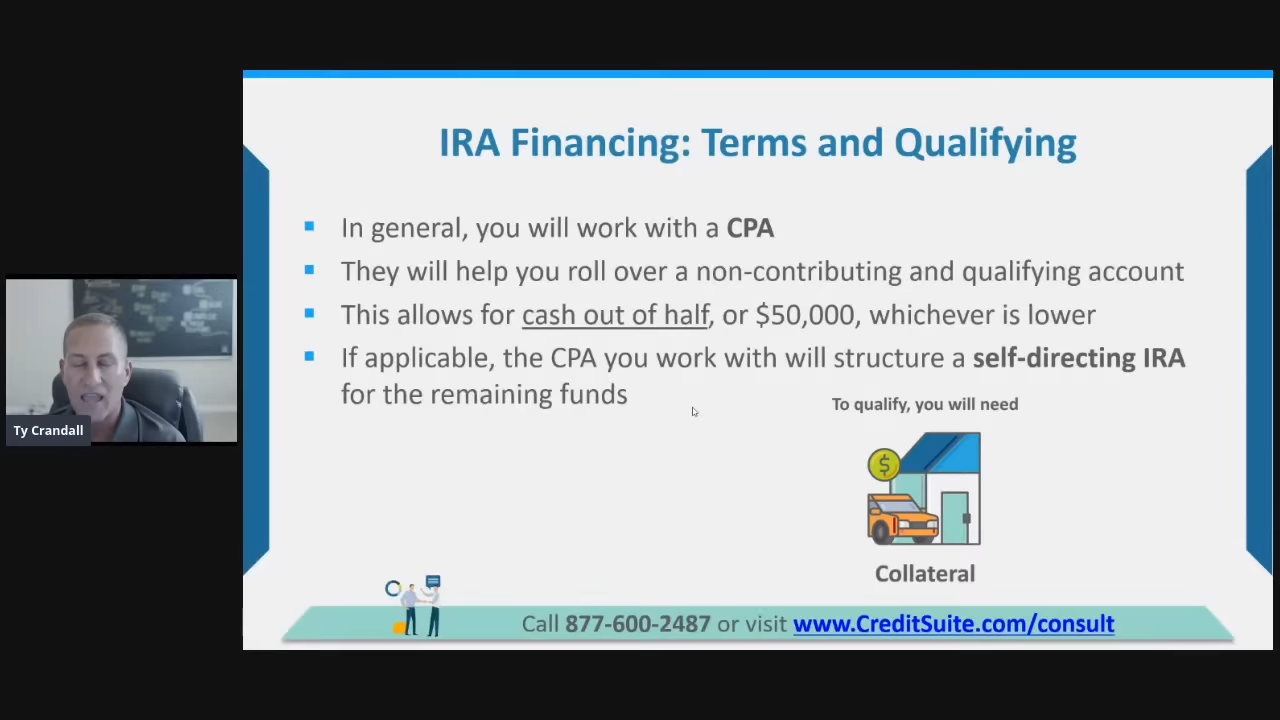 IRA Financing: Terms and Qualifying
In general, you will work with a CPA
They will help you roll over a non-contributing and qualifying account
This allows for cash out of half, or $50,000, whichever is lower
If applicable, the CPA you work with will structure a self-directing IRA
for the remaining funds
To qualify, you will need
$
Collateral
Ty Crandall
Call 877-600-2487 or visit www.CreditSuite.com/consult